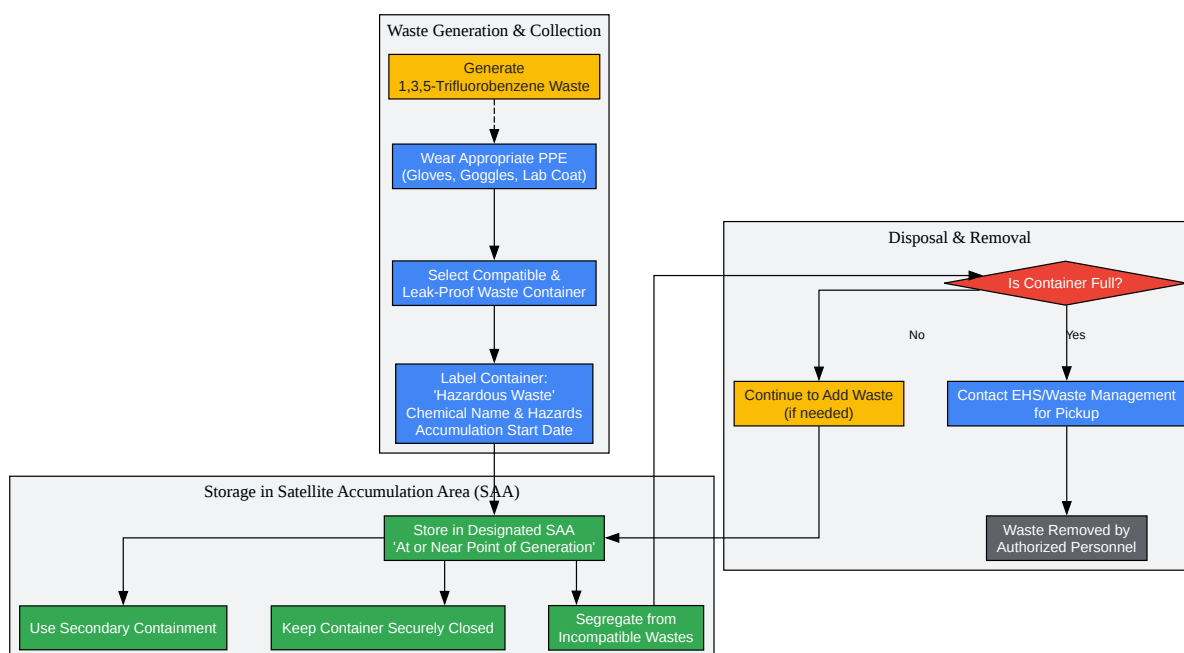 Waste Generation & Collection
Generate
1,3,5-Trifluorobenzene Waste
Wear Appropriate PPE
(Gloves, Goggles, Lab Coat)
Select Compatible &
Leak-Proof Waste Container
Label Container:
'Hazardous Waste'
Chemical Name & Hazards
Accumulation Start Date
Storage in Satellite Accumulation Area (SAA)
Store in Designated SAA
'At or Near Point of Generation'
Use Secondary Containment
Keep Container Securely Closed
Segregate from
Incompatible Wastes
Disposal & Removal
Is Container Full?
No
Yes
Continue to Add Waste
(if needed)
Contact EHS/Waste Management
for Pickup
Waste Removed by
Authorized Personnel